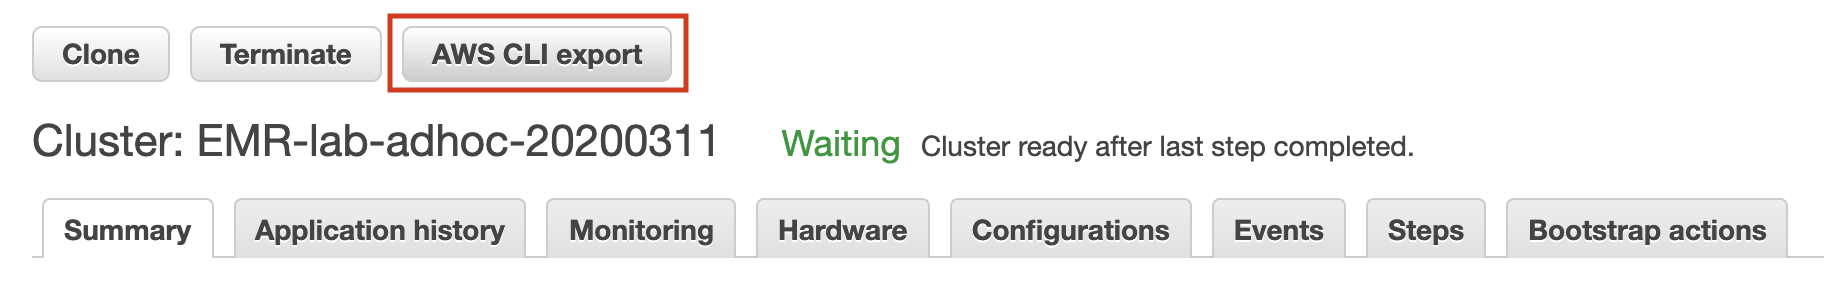 Clone Terminate AWS CLI export
Cluster: EMR-lab-adhoc-20200311 Waiting Cluster ready after last step completed.
Summary Application history Monitoring Hardware Configurations Events Steps Bootstrap actions